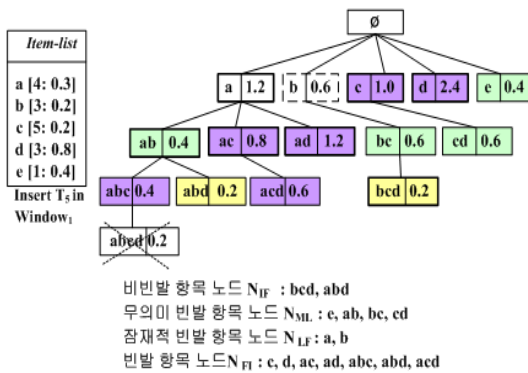 Ø
Item-list
a [4: 0.3]
b [3: 0.2]
c [5: 0.2]
d [3: 0.8]
e [1: 0.4]
Insert T5 in
Window1
a 1.2
b 0.6
c 1.0
d 2.4
e 0.4
ab 0.4
ac 0.8
ad 1.2
bc 0.6
cd 0.6
abc 0.4
abd 0.2
acd 0.6
bcd 0.2
abcd 0.2
비빈발 항목 노드 NIF : bcd, abd
무의미 빈발 항목 노드 NML : e, ab, bc, cd
잠재적 빈발 항목 노드 NLF : a, b
빈발 항목 노드NFI : c, d, ac, ad, abc, abd, acd